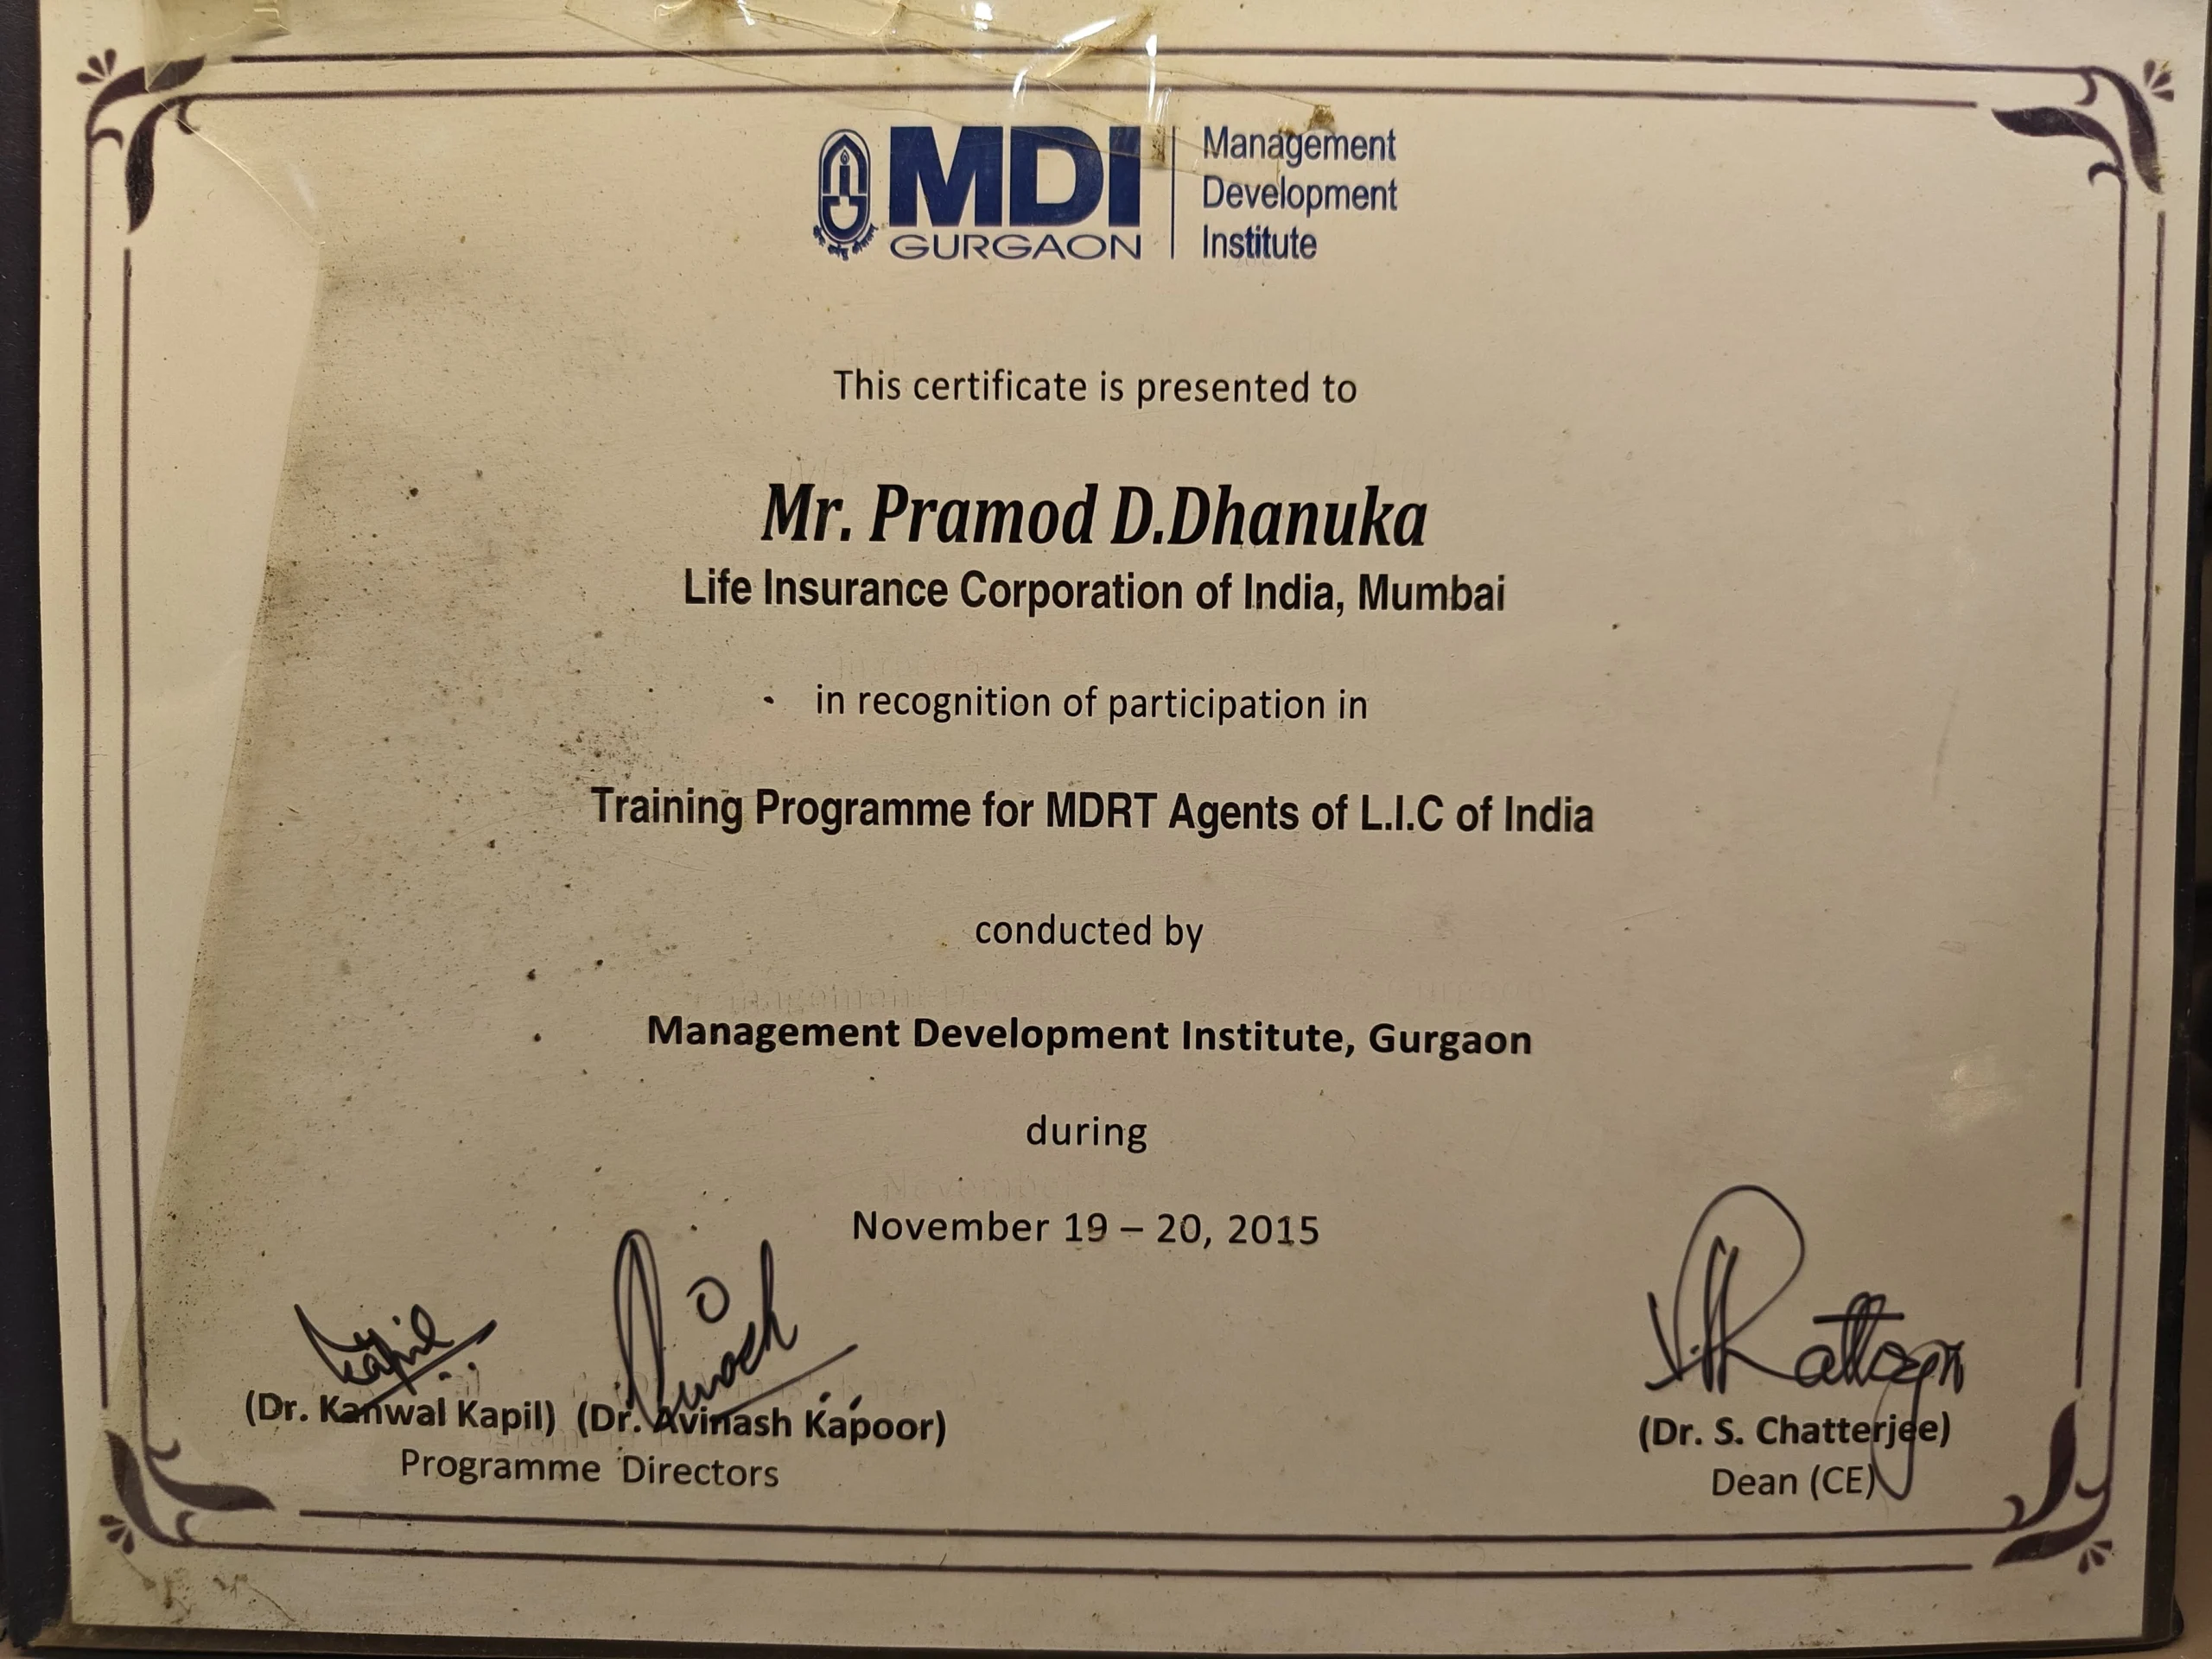 MDI
GURGAON
Management
Development
Institute
This certificate is presented to
Mr. Pramod D.Dhanuka
Life Insurance Corporation of India, Mumbai
in recognition of participation in
Training Programme for MDRT Agents of L.I.C of India
conducted by
Management Development Institute, Gurgaon
during
November 19 – 20, 2015
Kapil
(Dr. Kanwal Kapil) (Dr. Avinash Kapoor)
Programme Directors
(Dr. S. Chatterjee)
Dean (CE)